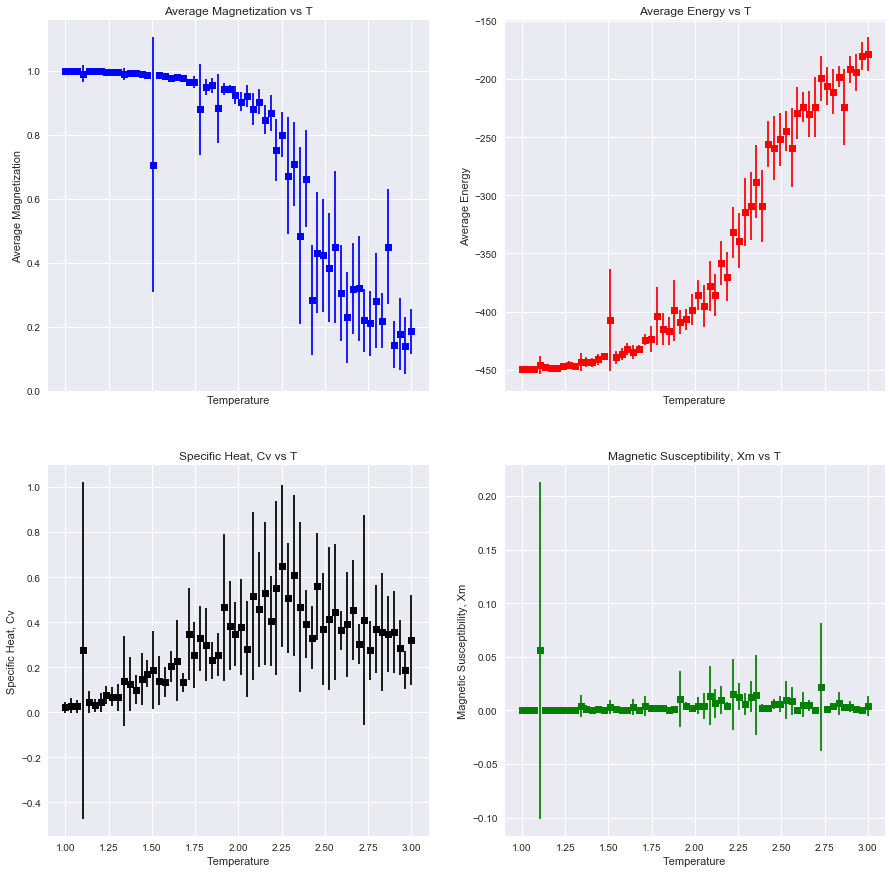 Average Magnetization vs T
Average Magnetization
1.0
0.8
0.6
0.4
0.2
0.0
Temperature
Average Energy vs T
Average Energy
−150
−200
−250
−300
−350
−400
−450
Temperature
Specific Heat, Cv vs T
Specific Heat, Cv
1.0
0.8
0.6
0.4
0.2
0.0
−0.2
−0.4
1.00 1.25 1.50 1.75 2.00 2.25 2.50 2.75 3.00
Temperature
Magnetic Susceptibility, Xm vs T
Magnetic Susceptibility, Xm
0.20
0.15
0.10
0.05
0.00
−0.05
−0.10
1.00 1.25 1.50 1.75 2.00 2.25 2.50 2.75 3.00
Temperature